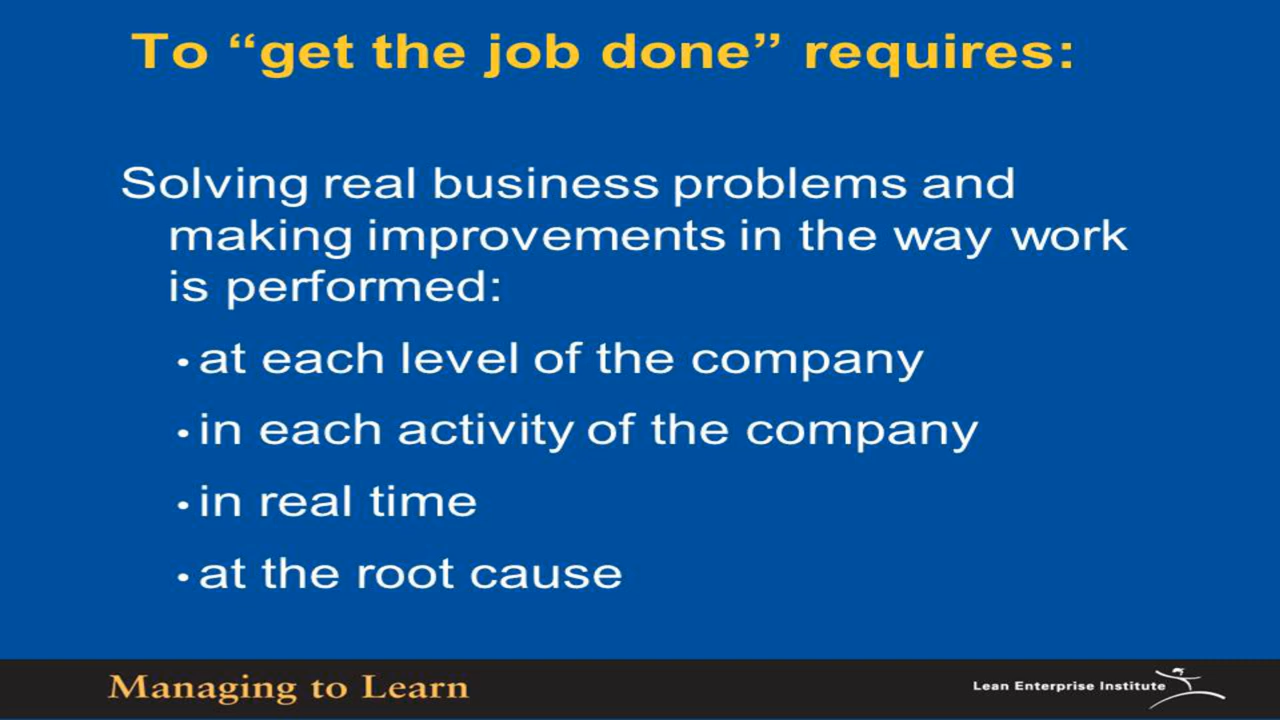 To “get the job done” requires:
Solving real business problems and
making improvements in the way work
is performed:
• at each level of the company
• in each activity of the company
• in real time
• at the root cause
Managing to Learn
Lean Enterprise Institute